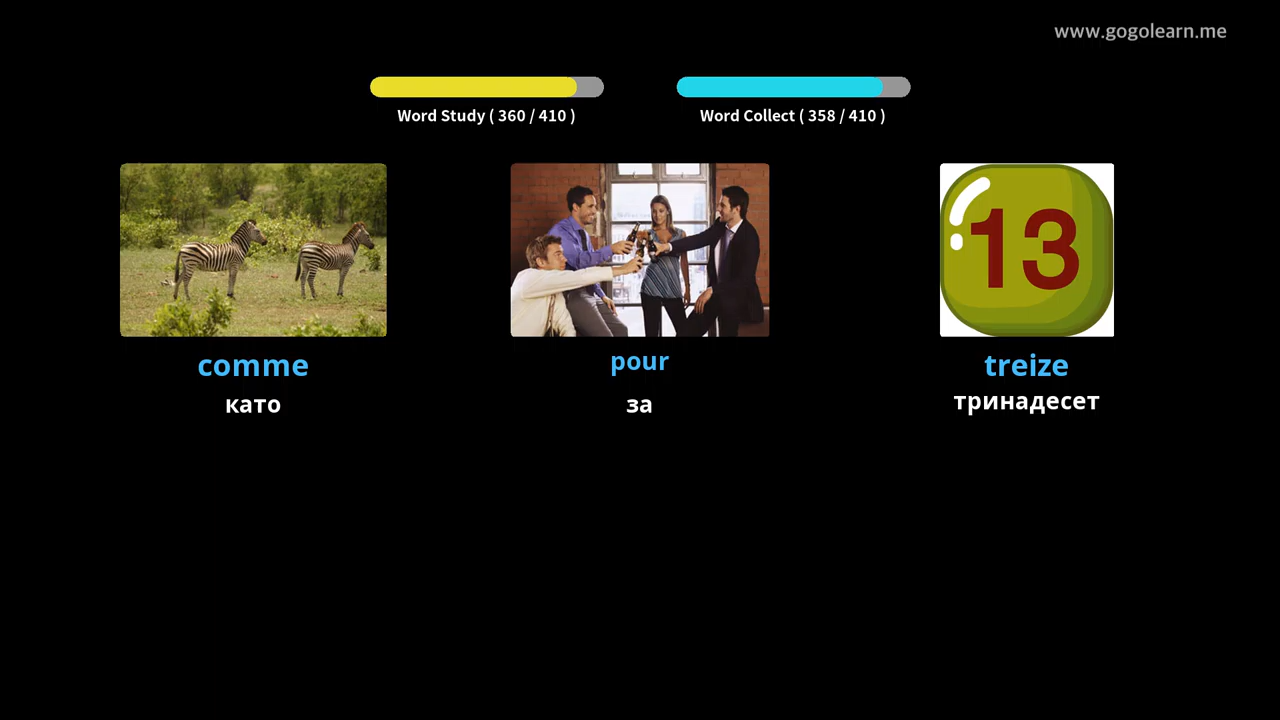 www.gogolearn.me
Word Study ( 360 / 410 )
Word Collect ( 358 / 410 )
13
comme
pour
treize
като
за
тринадесет